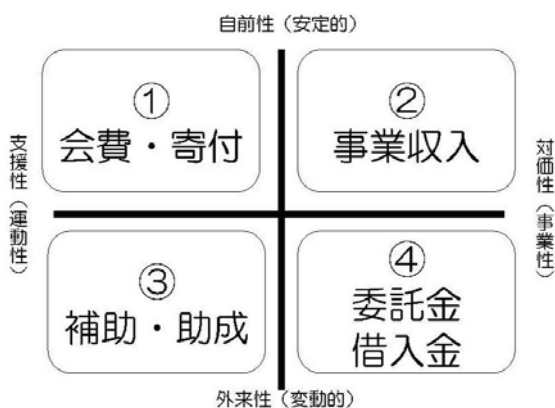 自前性（安定的）
①
会費・寄付
②
事業収入
支援性（運動性）
対価性（事業性）
③
補助・助成
④
委託金
借入金
外来性（変動的）